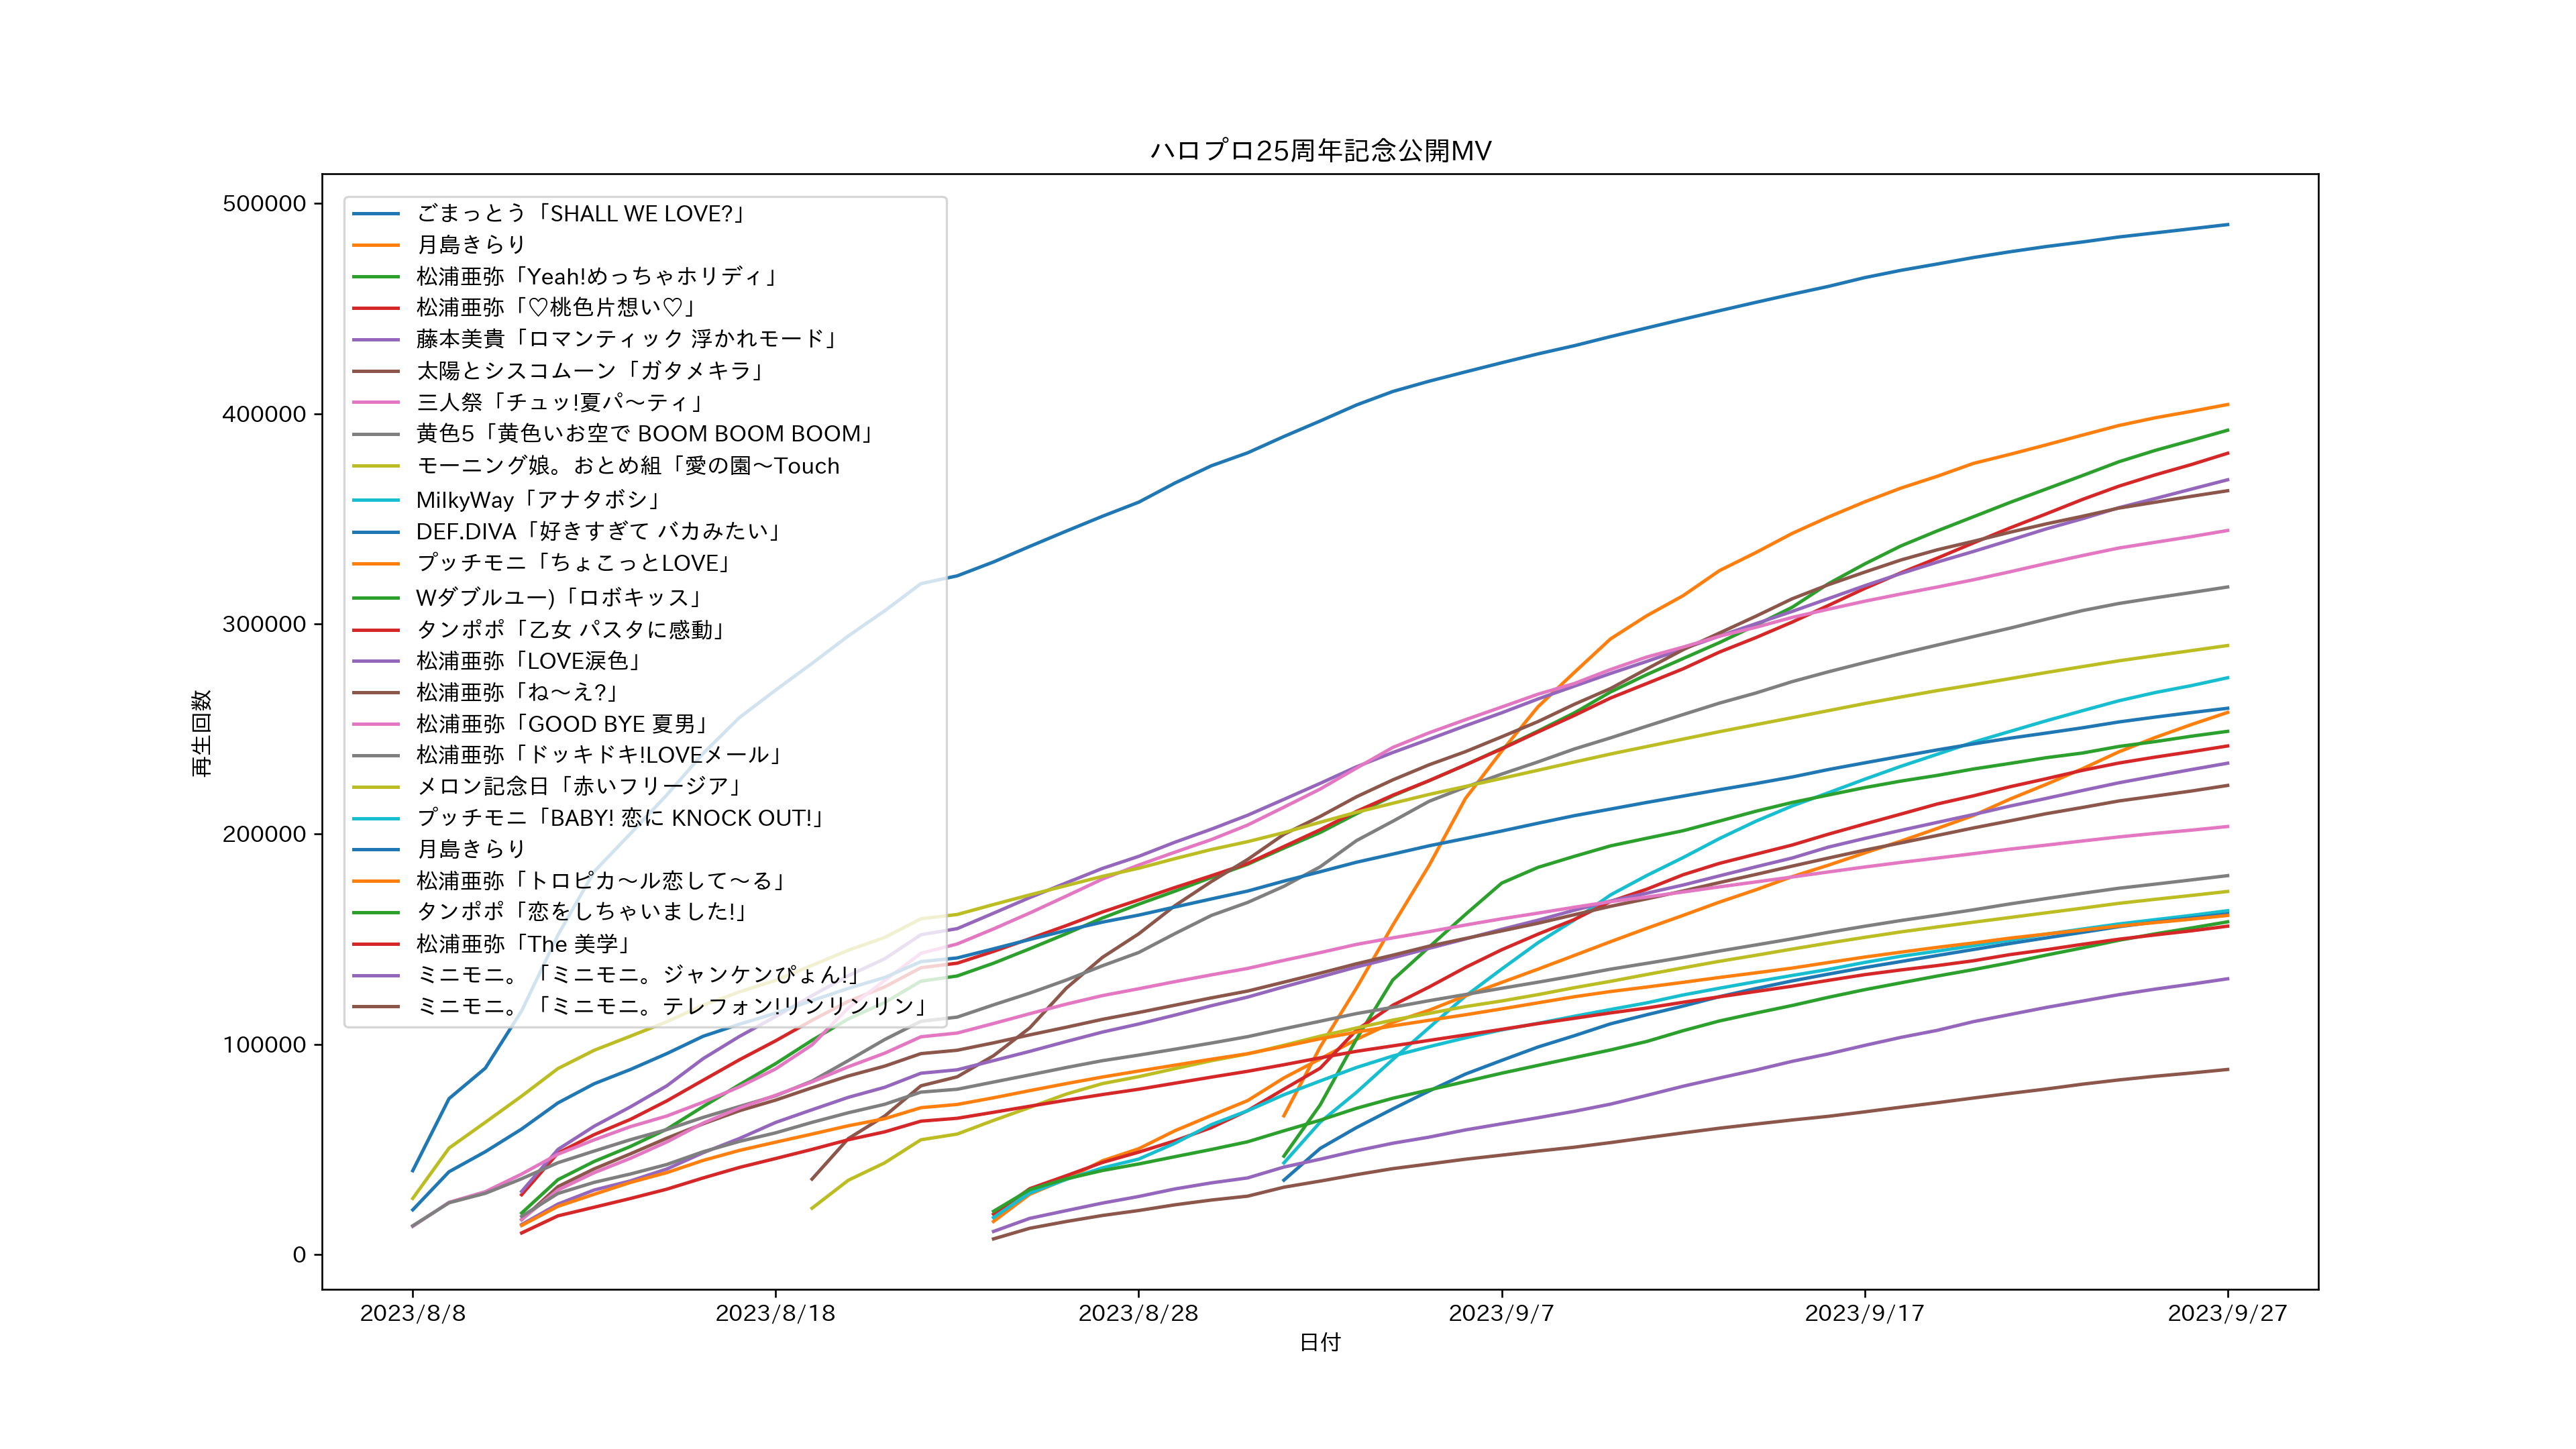 ハロプロ25周年記念公開MV
500000
400000
300000
200000
100000
0
再生回数
ごまっとう「SHALL WE LOVE?」
月島きらり
松浦亜弥「Yeah!めっちゃホリディ」
松浦亜弥「♡桃色片想い♡」
藤本美貴「ロマンティック 浮かれモード」
太陽とシスコムーン「ガタメキラ」
三人祭「チュッ!夏パ〜ティ」
黄色5「黄色いお空で BOOM BOOM BOOM」
モーニング娘。おとめ組「愛の園〜Touch
MilkyWay「アナタボシ」
DEF.DIVA「好きすぎて バカみたい」
プッチモニ「ちょこっとLOVE」
Wダブルユー)「ロボキッス」
タンポポ「乙女 パスタに感動」
松浦亜弥「LOVE涙色」
松浦亜弥「ね〜え?」
松浦亜弥「GOOD BYE 夏男」
松浦亜弥「ドッキドキ!LOVEメール」
メロン記念日「赤いフリージア」
プッチモニ「BABY! 恋に KNOCK OUT!」
月島きらり
松浦亜弥「トロピカ〜ル恋して〜る」
タンポポ「恋をしちゃいました!」
松浦亜弥「The 美学」
ミニモニ。「ミニモニ。ジャンケンぴょん!」
ミニモニ。「ミニモニ。テレフォン!リンリンリン」
2023/8/8
2023/8/18
2023/8/28
2023/9/7
2023/9/17
2023/9/27
日付